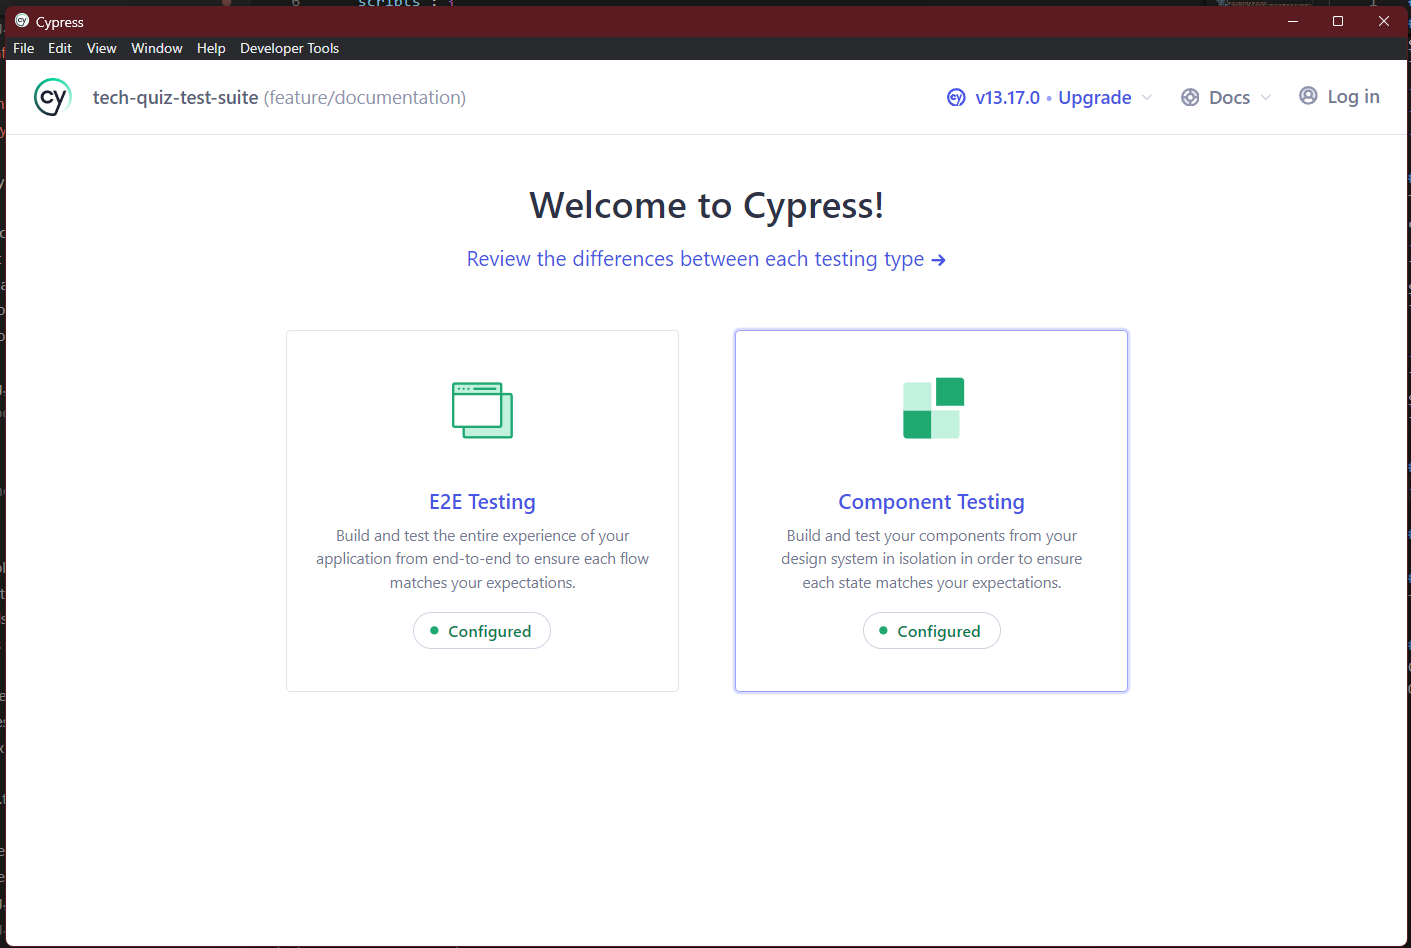 Cypress
File Edit View Window Help Developer Tools
cy tech-quiz-test-suite (feature/documentation)
cy v13.17.0 • Upgrade Docs Log in
Welcome to Cypress!
Review the differences between each testing type →
E2E Testing
Build and test the entire experience of your
application from end-to-end to ensure each flow
matches your expectations.
Configured
Component Testing
Build and test your components from your
design system in isolation in order to ensure
each state matches your expectations.
Configured